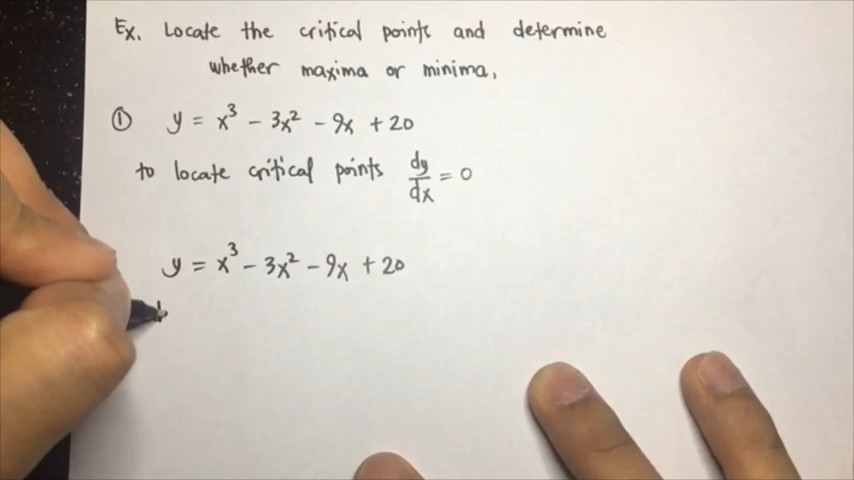 Ex. Locate the critical points and determine
whether maxima or minima.
① y = x³ - 3x² - 9x + 20
to locate critical points dy/dx = 0
y = x³ - 3x² - 9x + 20